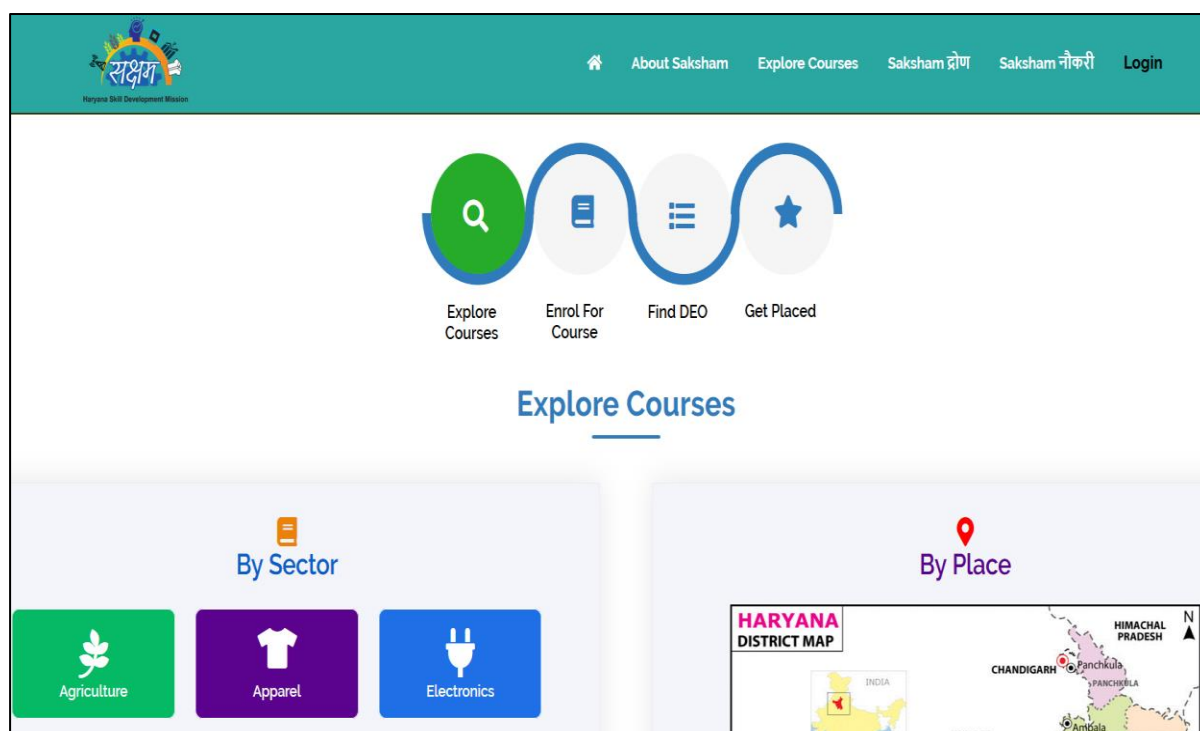 सक्षम
Haryana Skill Development Mission
About Saksham Explore Courses Saksham द्रोण Saksham नौकरी Login
Explore Courses
Enrol For Course
Find DEO
Get Placed
Explore Courses
By Sector
Agriculture
Apparel
Electronics
By Place
HARYANA
DISTRICT MAP
INDIA
HIMACHAL
PRADESH
N
CHANDIGARH
Panchkula
PANCHKULA
Ambala